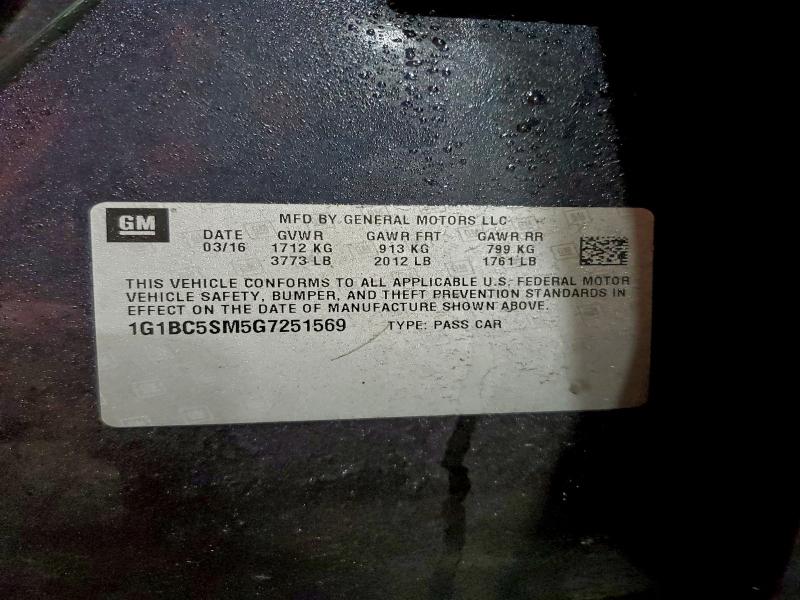 GM
MFD BY GENERAL MOTORS LLC
DATE GVWR GAWR FRT GAWR RR
03/16 1712 KG 913 KG 799 KG
3773 LB 2012 LB 1761 LB
THIS VEHICLE CONFORMS TO ALL APPLICABLE U.S. FEDERAL MOTOR
VEHICLE SAFETY, BUMPER, AND THEFT PREVENTION STANDARDS IN
EFFECT ON THE DATE OF MANUFACTURE SHOWN ABOVE.
1G1BC5SM5G7251569 TYPE: PASS CAR